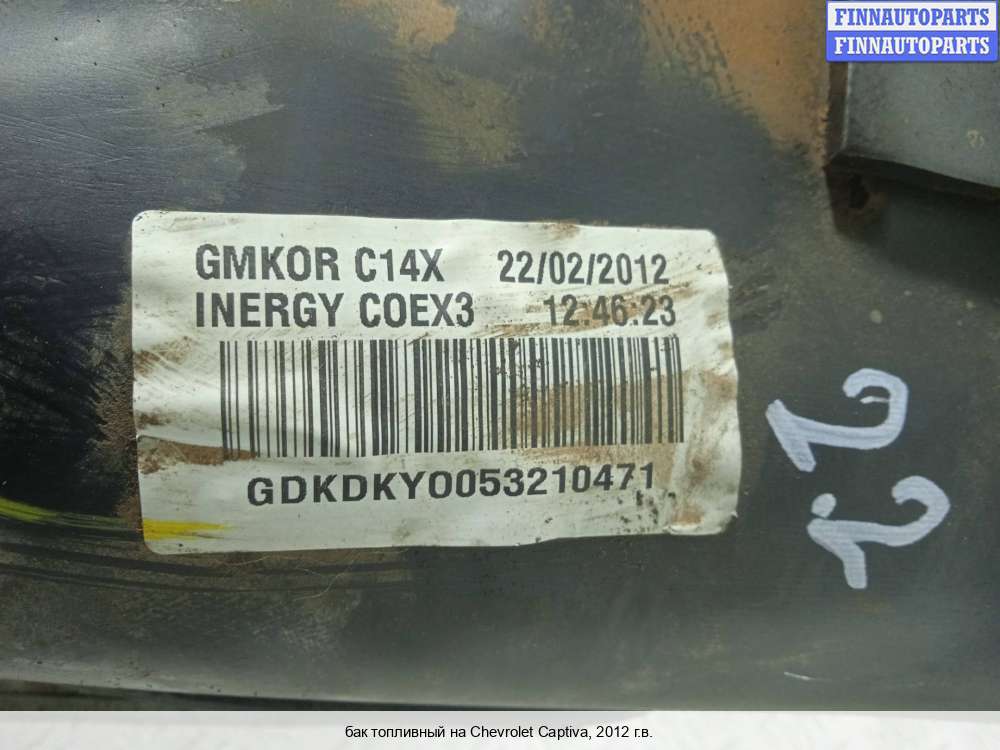 FINNAUTOPARTS
FINNAUTOPARTS
GMKOR C14X 22/02/2012
INERGY COEX3 12:46:23
GDKDKY0053210471
22
бак топливный на Chevrolet Captiva, 2012 г.в.